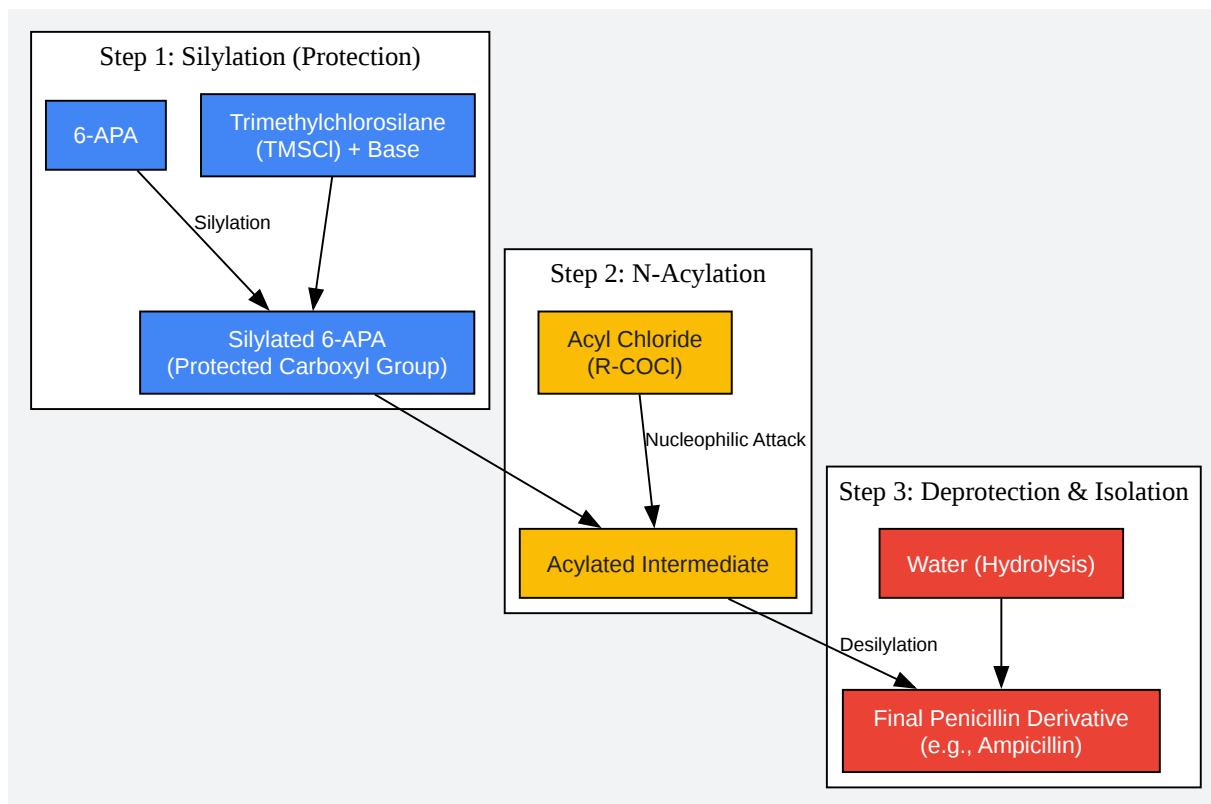 Step 1: Silylation (Protection)
6-APA
Trimethylchlorosilane
(TMSCl) + Base
Silylation
Silylated 6-APA
(Protected Carboxyl Group)
Step 2: N-Acylation
Acyl Chloride
(R-COCl)
Nucleophilic Attack
Acylated Intermediate
Step 3: Deprotection & Isolation
Water (Hydrolysis)
Desilylation
Final Penicillin Derivative
(e.g., Ampicillin)